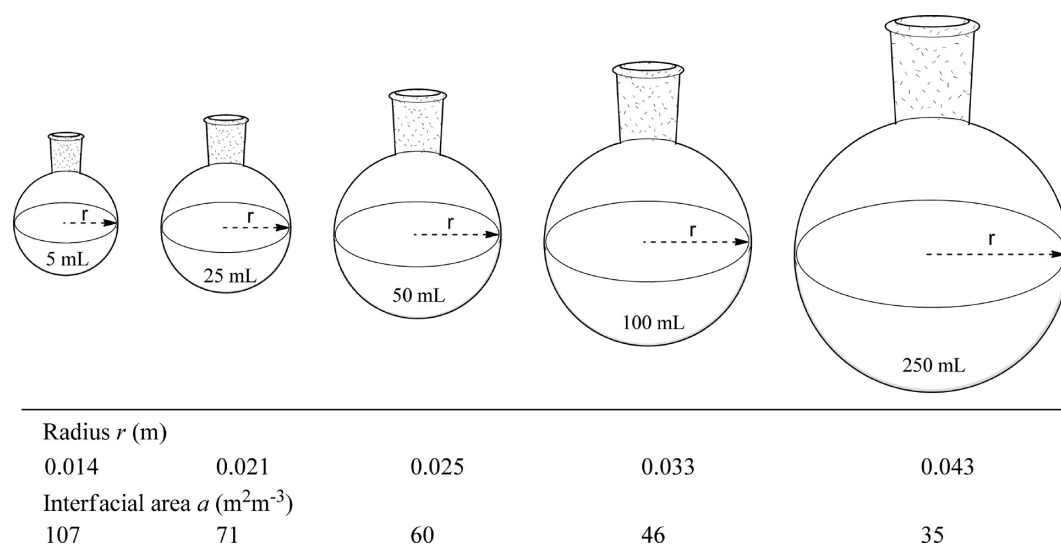 r
r
r
r
r
5 mL
25 mL
50 mL
100 mL
250 mL
Radius r (m)
0.014 0.021 0.025 0.033 0.043
Interfacial area a (m²m⁻³)
107 71 60 46 35